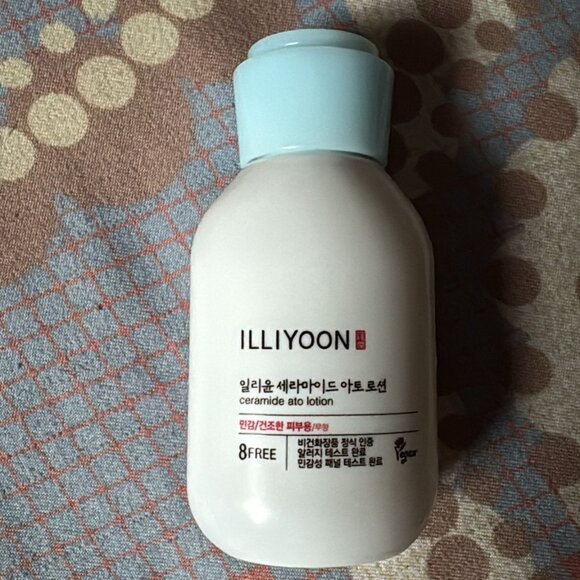 ILLIYOON
일리윤 세라마이드 아토 로션
ceramide ato lotion
민감/건조한 피부용/무향
8FREE
비건화장품 정식 인증
알러지 테스트 완료
민감성 패널 테스트 완료
Vegan